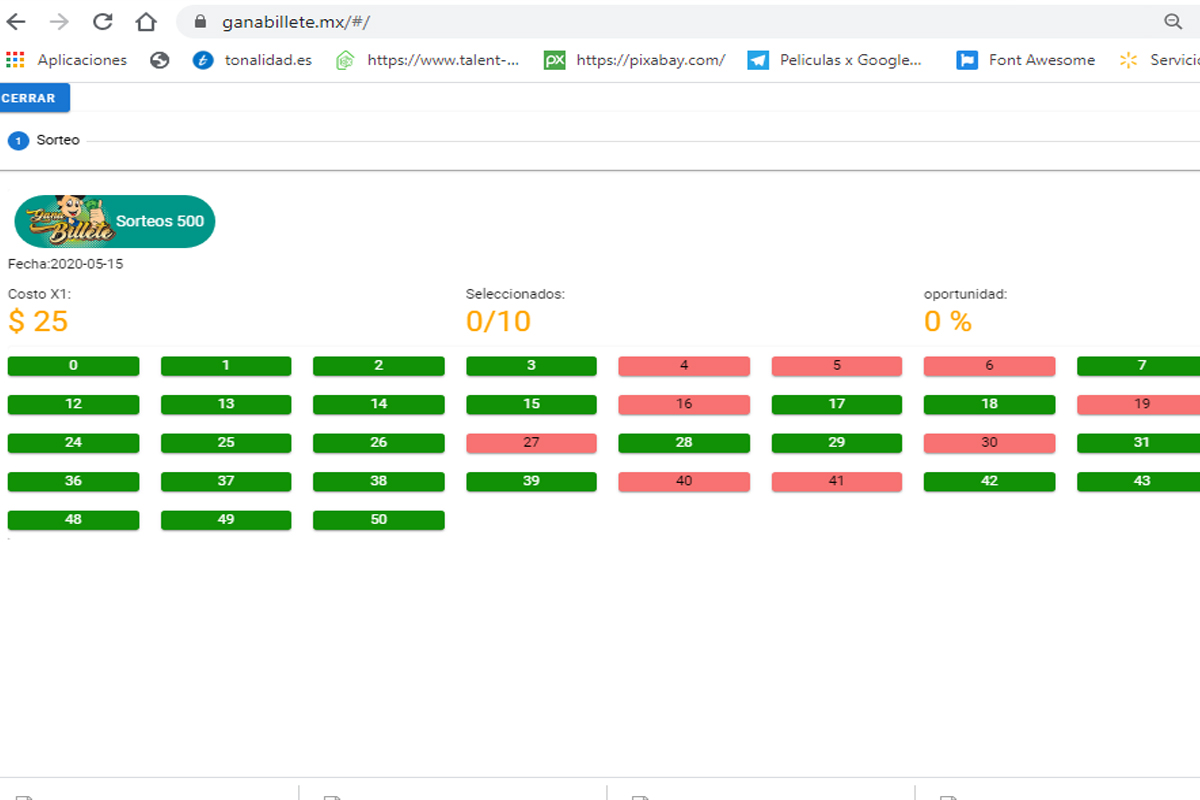 ganabillete.mx/#/
Aplicaciones tonalidad.es https://www.talent-... https://pixabay.com/ Peliculas x Google... Font Awesome Servicio
CERRAR
1 Sorteo
Gana Billete Sorteos 500
Fecha:2020-05-15
Costo X1: Seleccionados: oportunidad:
$ 25 0/10 0 %
0 1 2 3 4 5 6 7
12 13 14 15 16 17 18 19
24 25 26 27 28 29 30 31
36 37 38 39 40 41 42 43
48 49 50